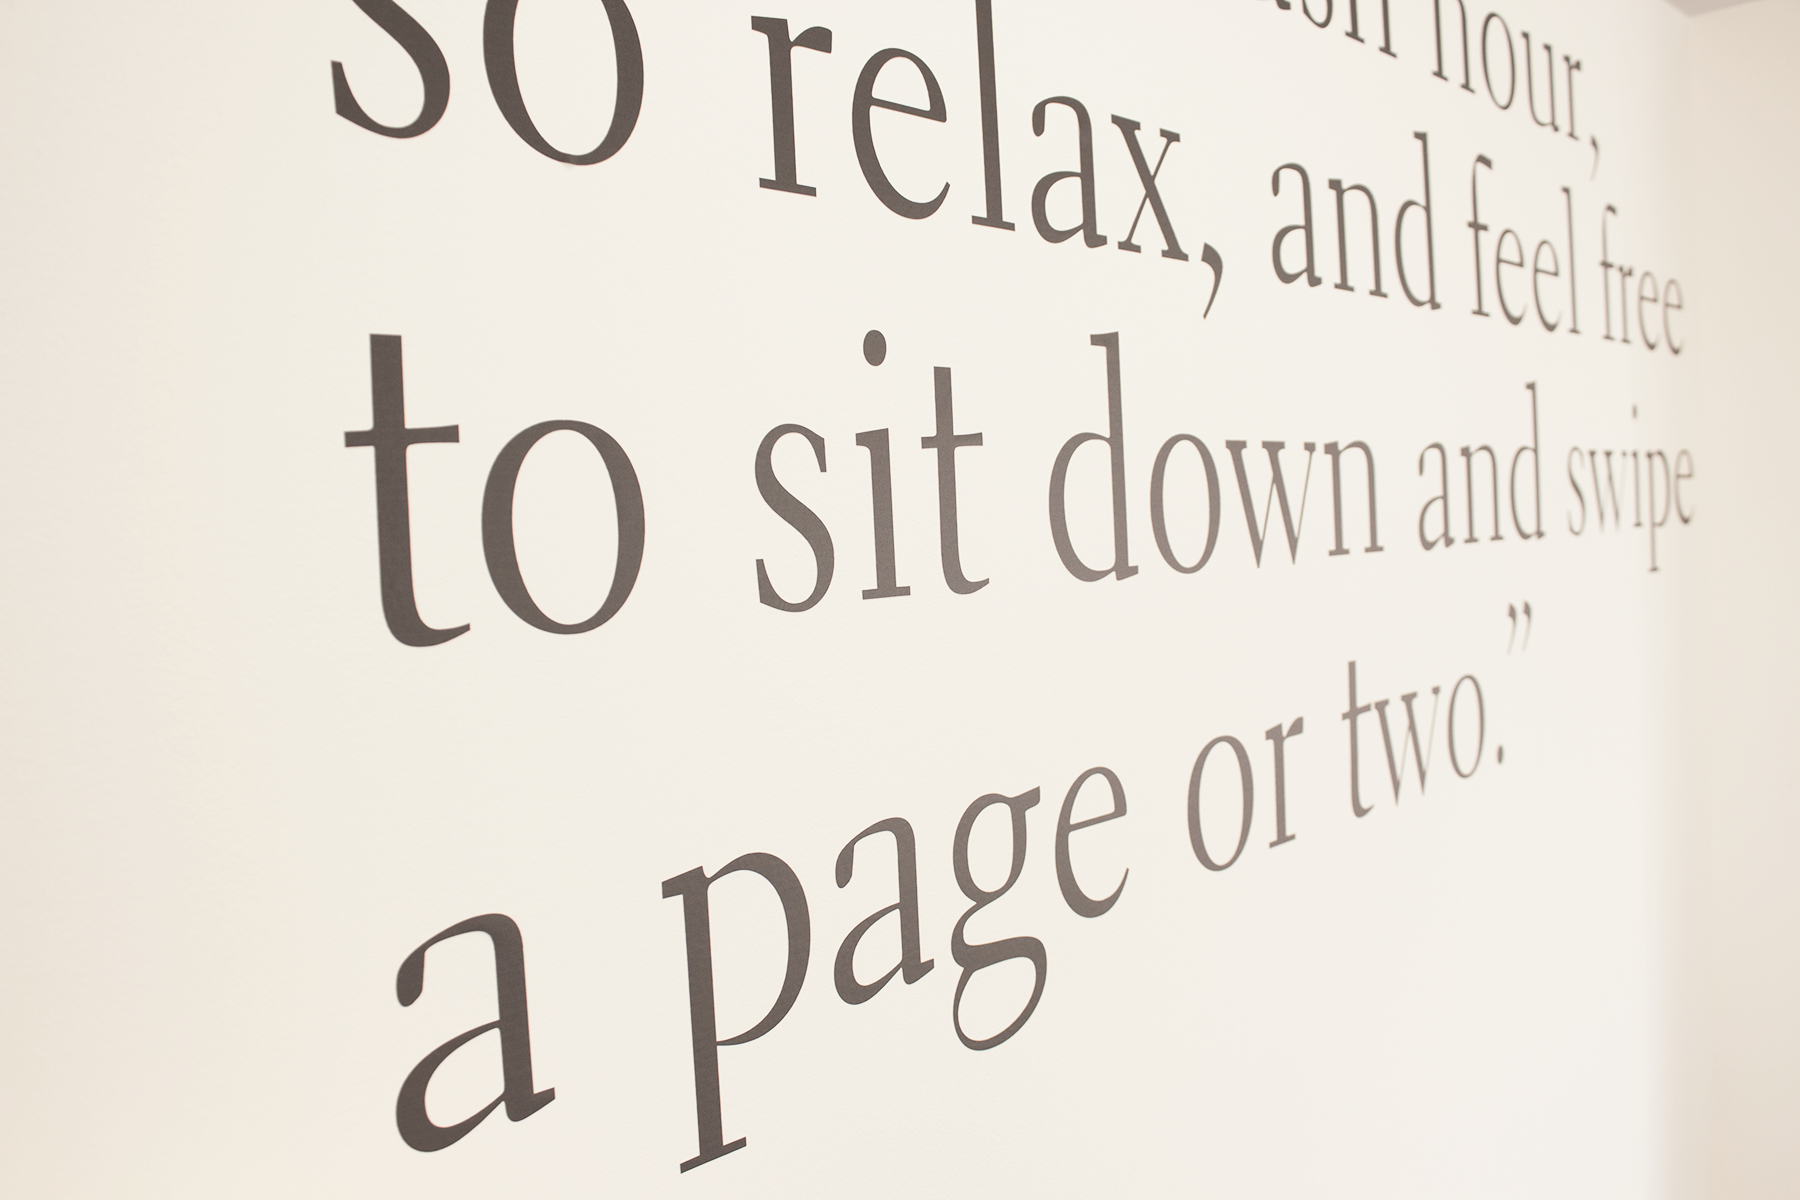 hour,
so relax, and feel free
to sit down and swipe
a page or two.”